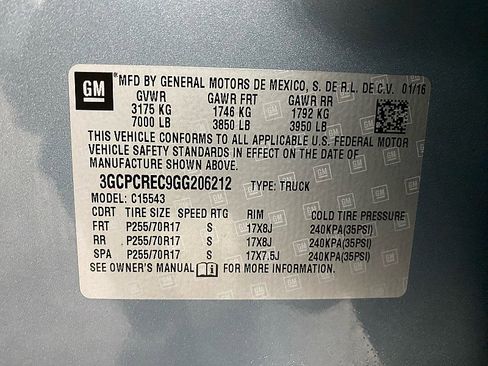 GM *MFD BY GENERAL MOTORS DE MEXICO, S. DE R.L. DE C.V. 01/16
GVWR GAWR FRT GAWR RR
3175 KG 1746 KG 1792 KG
7000 LB 3850 LB 3950 LB
THIS VEHICLE CONFORMS TO ALL APPLICABLE U.S. FEDERAL MOTOR
VEHICLE SAFETY STANDARDS IN EFFECT ON THE DATE OF
MANUFACTURE SHOWN ABOVE.
3GCPCREC9GG206212 TYPE: TRUCK
MODEL: C15543
CDRT TIRE SIZE SPEED RTG RIM COLD TIRE PRESSURE
FRT P255/70R17 S 17X8J 240KPA(35PSI)
RR P255/70R17 S 17X8J 240KPA(35PSI)
SPA P255/70R17 S 17X7.5J 240KPA(35PSI)
SEE OWNER'S MANUAL FOR MORE INFORMATION.